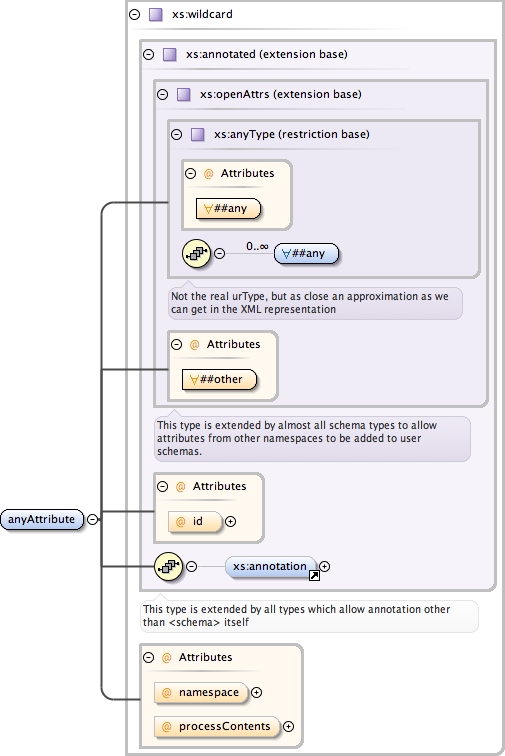 xs:wildcard
xs:annotated (extension base)
xs:openAttrs (extension base)
xs:anyType (restriction base)
@ Attributes
∀##any
0..∞
∀##any
Not the real urType, but as close an approximation as we
can get in the XML representation
@ Attributes
∀##other
This type is extended by almost all schema types to allow
attributes from other namespaces to be added to user
schemas.
@ Attributes
@ id
anyAttribute
xs:annotation
This type is extended by all types which allow annotation other
than <schema> itself
@ Attributes
@ namespace
@ processContents